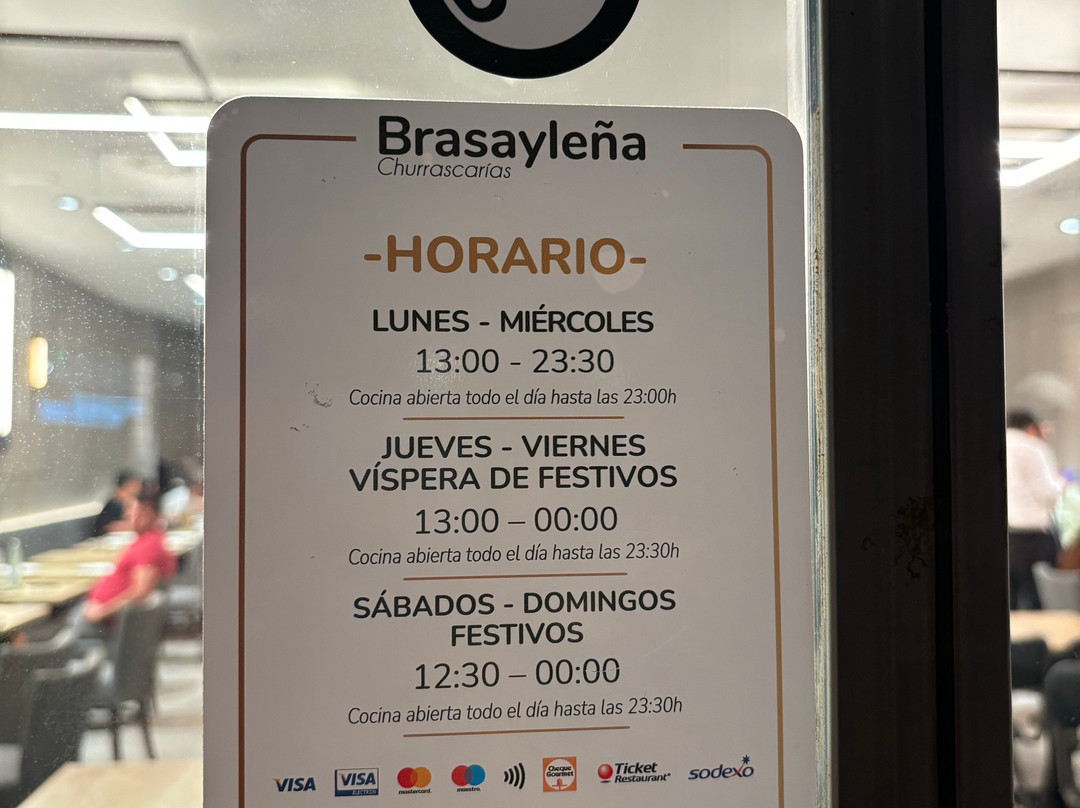 Brasayleña
Churrascarías
-HORARIO-
LUNES - MIÉRCOLES
13:00 - 23:30
Cocina abierta todo el día hasta las 23:00h
JUEVES - VIERNES
VÍSPERA DE FESTIVOS
13:00 – 00:00
Cocina abierta todo el día hasta las 23:30h
SÁBADOS - DOMINGOS
FESTIVOS
12:30 – 00:00
Cocina abierta todo el día hasta las 23:30h
VISA VISA ELECTRON mastercard. maestro. Cheque Gourmet Ticket Restaurant® sodexo